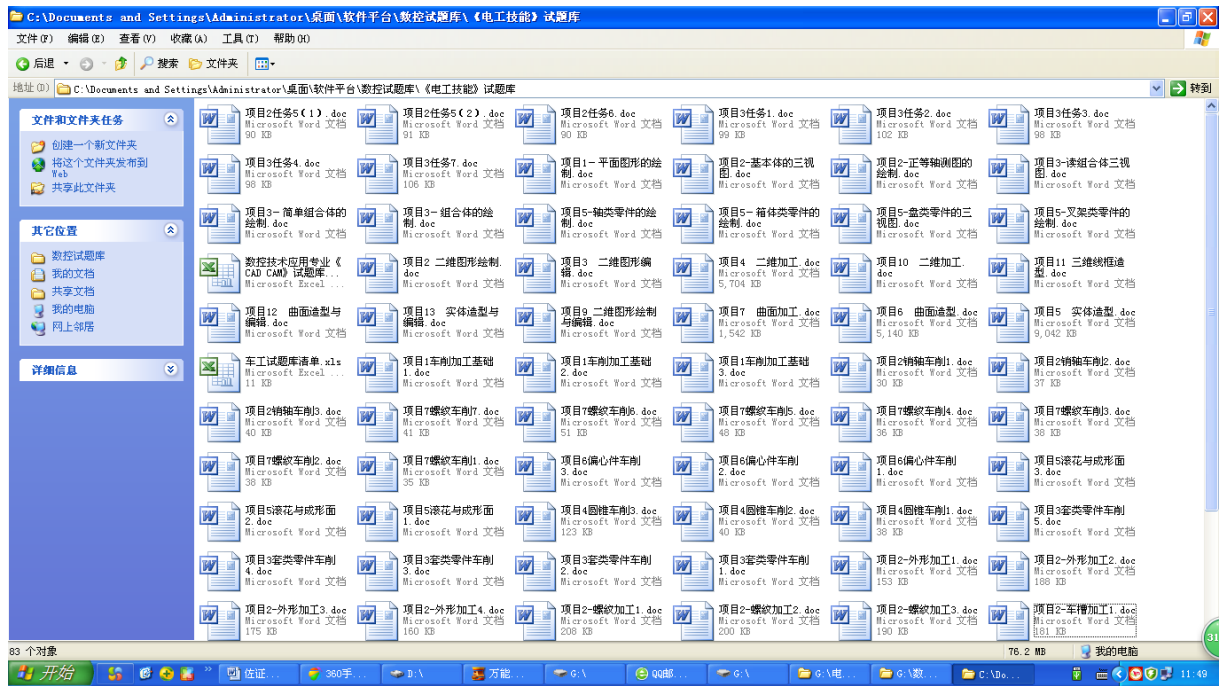 C:\Documents and Settings\Administrator\桌面\软件平台\数控试题库\《电工技能》试题库
文件(F) 编辑(E) 查看(V) 收藏(A) 工具(T) 帮助(H)
后退 搜索 文件夹
地址(D) C:\Documents and Settings\Administrator\桌面\软件平台\数控试题库\《电工技能》试题库 转到
文件和文件夹任务
创建一个新文件夹
将这个文件夹发布到
Web
共享此文件夹
其它位置
数控试题库
我的文档
共享文档
我的电脑
网上邻居
详细信息
项目2任务5(1).doc
Microsoft Word 文档
90 KB
项目2任务5(2).doc
Microsoft Word 文档
91 KB
项目2任务6.doc
Microsoft Word 文档
90 KB
项目3任务1.doc
Microsoft Word 文档
99 KB
项目3任务2.doc
Microsoft Word 文档
102 KB
项目3任务3.doc
Microsoft Word 文档
98 KB
项目3任务4.doc
Microsoft Word 文档
98 KB
项目3任务7.doc
Microsoft Word 文档
106 KB
项目1-平面图形的绘
制.doc
Microsoft Word 文档
项目2-基本体的三视
图.doc
Microsoft Word 文档
项目2-正等轴测图的
绘制.doc
Microsoft Word 文档
项目3-读组合体三视
图.doc
Microsoft Word 文档
项目3-简单组合体的
绘制.doc
Microsoft Word 文档
项目3-组合体的绘
制.doc
Microsoft Word 文档
项目5-轴类零件的绘
制.doc
Microsoft Word 文档
项目5-箱体类零件的
绘制.doc
Microsoft Word 文档
项目5-盘类零件的三
视图.doc
Microsoft Word 文档
项目5-叉架类零件的
绘制.doc
Microsoft Word 文档
数控技术应用专业《
CAD CAM》试题库...
Microsoft Excel ...
项目2 二维图形绘制.
doc
Microsoft Word 文档
项目3 二维图形编
辑.doc
Microsoft Word 文档
项目4 二维加工.doc
Microsoft Word 文档
5,704 KB
项目10 二维加工.
doc
Microsoft Word 文档
项目11 三维线框造
型.doc
Microsoft Word 文档
项目12 曲面造型与
编辑.doc
Microsoft Word 文档
项目13 实体造型与
编辑.doc
Microsoft Word 文档
项目9 二维图形绘制
与编辑.doc
Microsoft Word 文档
项目7 曲面加工.doc
Microsoft Word 文档
1,542 KB
项目6 曲面造型.doc
Microsoft Word 文档
5,140 KB
项目5 实体造型.doc
Microsoft Word 文档
9,042 KB
车工试题库清单.xls
Microsoft Excel ...
11 KB
项目1车削加工基础
1.doc
Microsoft Word 文档
项目1车削加工基础
2.doc
Microsoft Word 文档
项目1车削加工基础
3.doc
Microsoft Word 文档
项目2销轴车削1.doc
Microsoft Word 文档
30 KB
项目2销轴车削2.doc
Microsoft Word 文档
37 KB
项目2销轴车削3.doc
Microsoft Word 文档
40 KB
项目7螺纹车削7.doc
Microsoft Word 文档
41 KB
项目7螺纹车削6.doc
Microsoft Word 文档
51 KB
项目7螺纹车削5.doc
Microsoft Word 文档
48 KB
项目7螺纹车削4.doc
Microsoft Word 文档
36 KB
项目7螺纹车削3.doc
Microsoft Word 文档
38 KB
项目7螺纹车削2.doc
Microsoft Word 文档
38 KB
项目7螺纹车削1.doc
Microsoft Word 文档
35 KB
项目6偏心件车削
3.doc
Microsoft Word 文档
项目6偏心件车削
2.doc
Microsoft Word 文档
项目6偏心件车削
1.doc
Microsoft Word 文档
项目5滚花与成形面
3.doc
Microsoft Word 文档
项目5滚花与成形面
2.doc
Microsoft Word 文档
项目5滚花与成形面
1.doc
Microsoft Word 文档
项目4圆锥车削3.doc
Microsoft Word 文档
123 KB
项目4圆锥车削2.doc
Microsoft Word 文档
40 KB
项目4圆锥车削1.doc
Microsoft Word 文档
38 KB
项目3套类零件车削
5.doc
Microsoft Word 文档
项目3套类零件车削
4.doc
Microsoft Word 文档
项目3套类零件车削
3.doc
Microsoft Word 文档
项目3套类零件车削
2.doc
Microsoft Word 文档
项目3套类零件车削
1.doc
Microsoft Word 文档
项目2-外形加工1.doc
Microsoft Word 文档
153 KB
项目2-外形加工2.doc
Microsoft Word 文档
188 KB
项目2-外形加工3.doc
Microsoft Word 文档
175 KB
项目2-外形加工4.doc
Microsoft Word 文档
160 KB
项目2-螺纹加工1.doc
Microsoft Word 文档
208 KB
项目2-螺纹加工2.doc
Microsoft Word 文档
200 KB
项目2-螺纹加工3.doc
Microsoft Word 文档
190 KB
项目2-车槽加工1.doc
Microsoft Word 文档
181 KB
31
83 个对象 76.2 MB 我的电脑
开始 佐证... 360手... D:\ 万能... G:\ QQ邮... G:\ G:\电... G:\数... C:\Do... 11:49